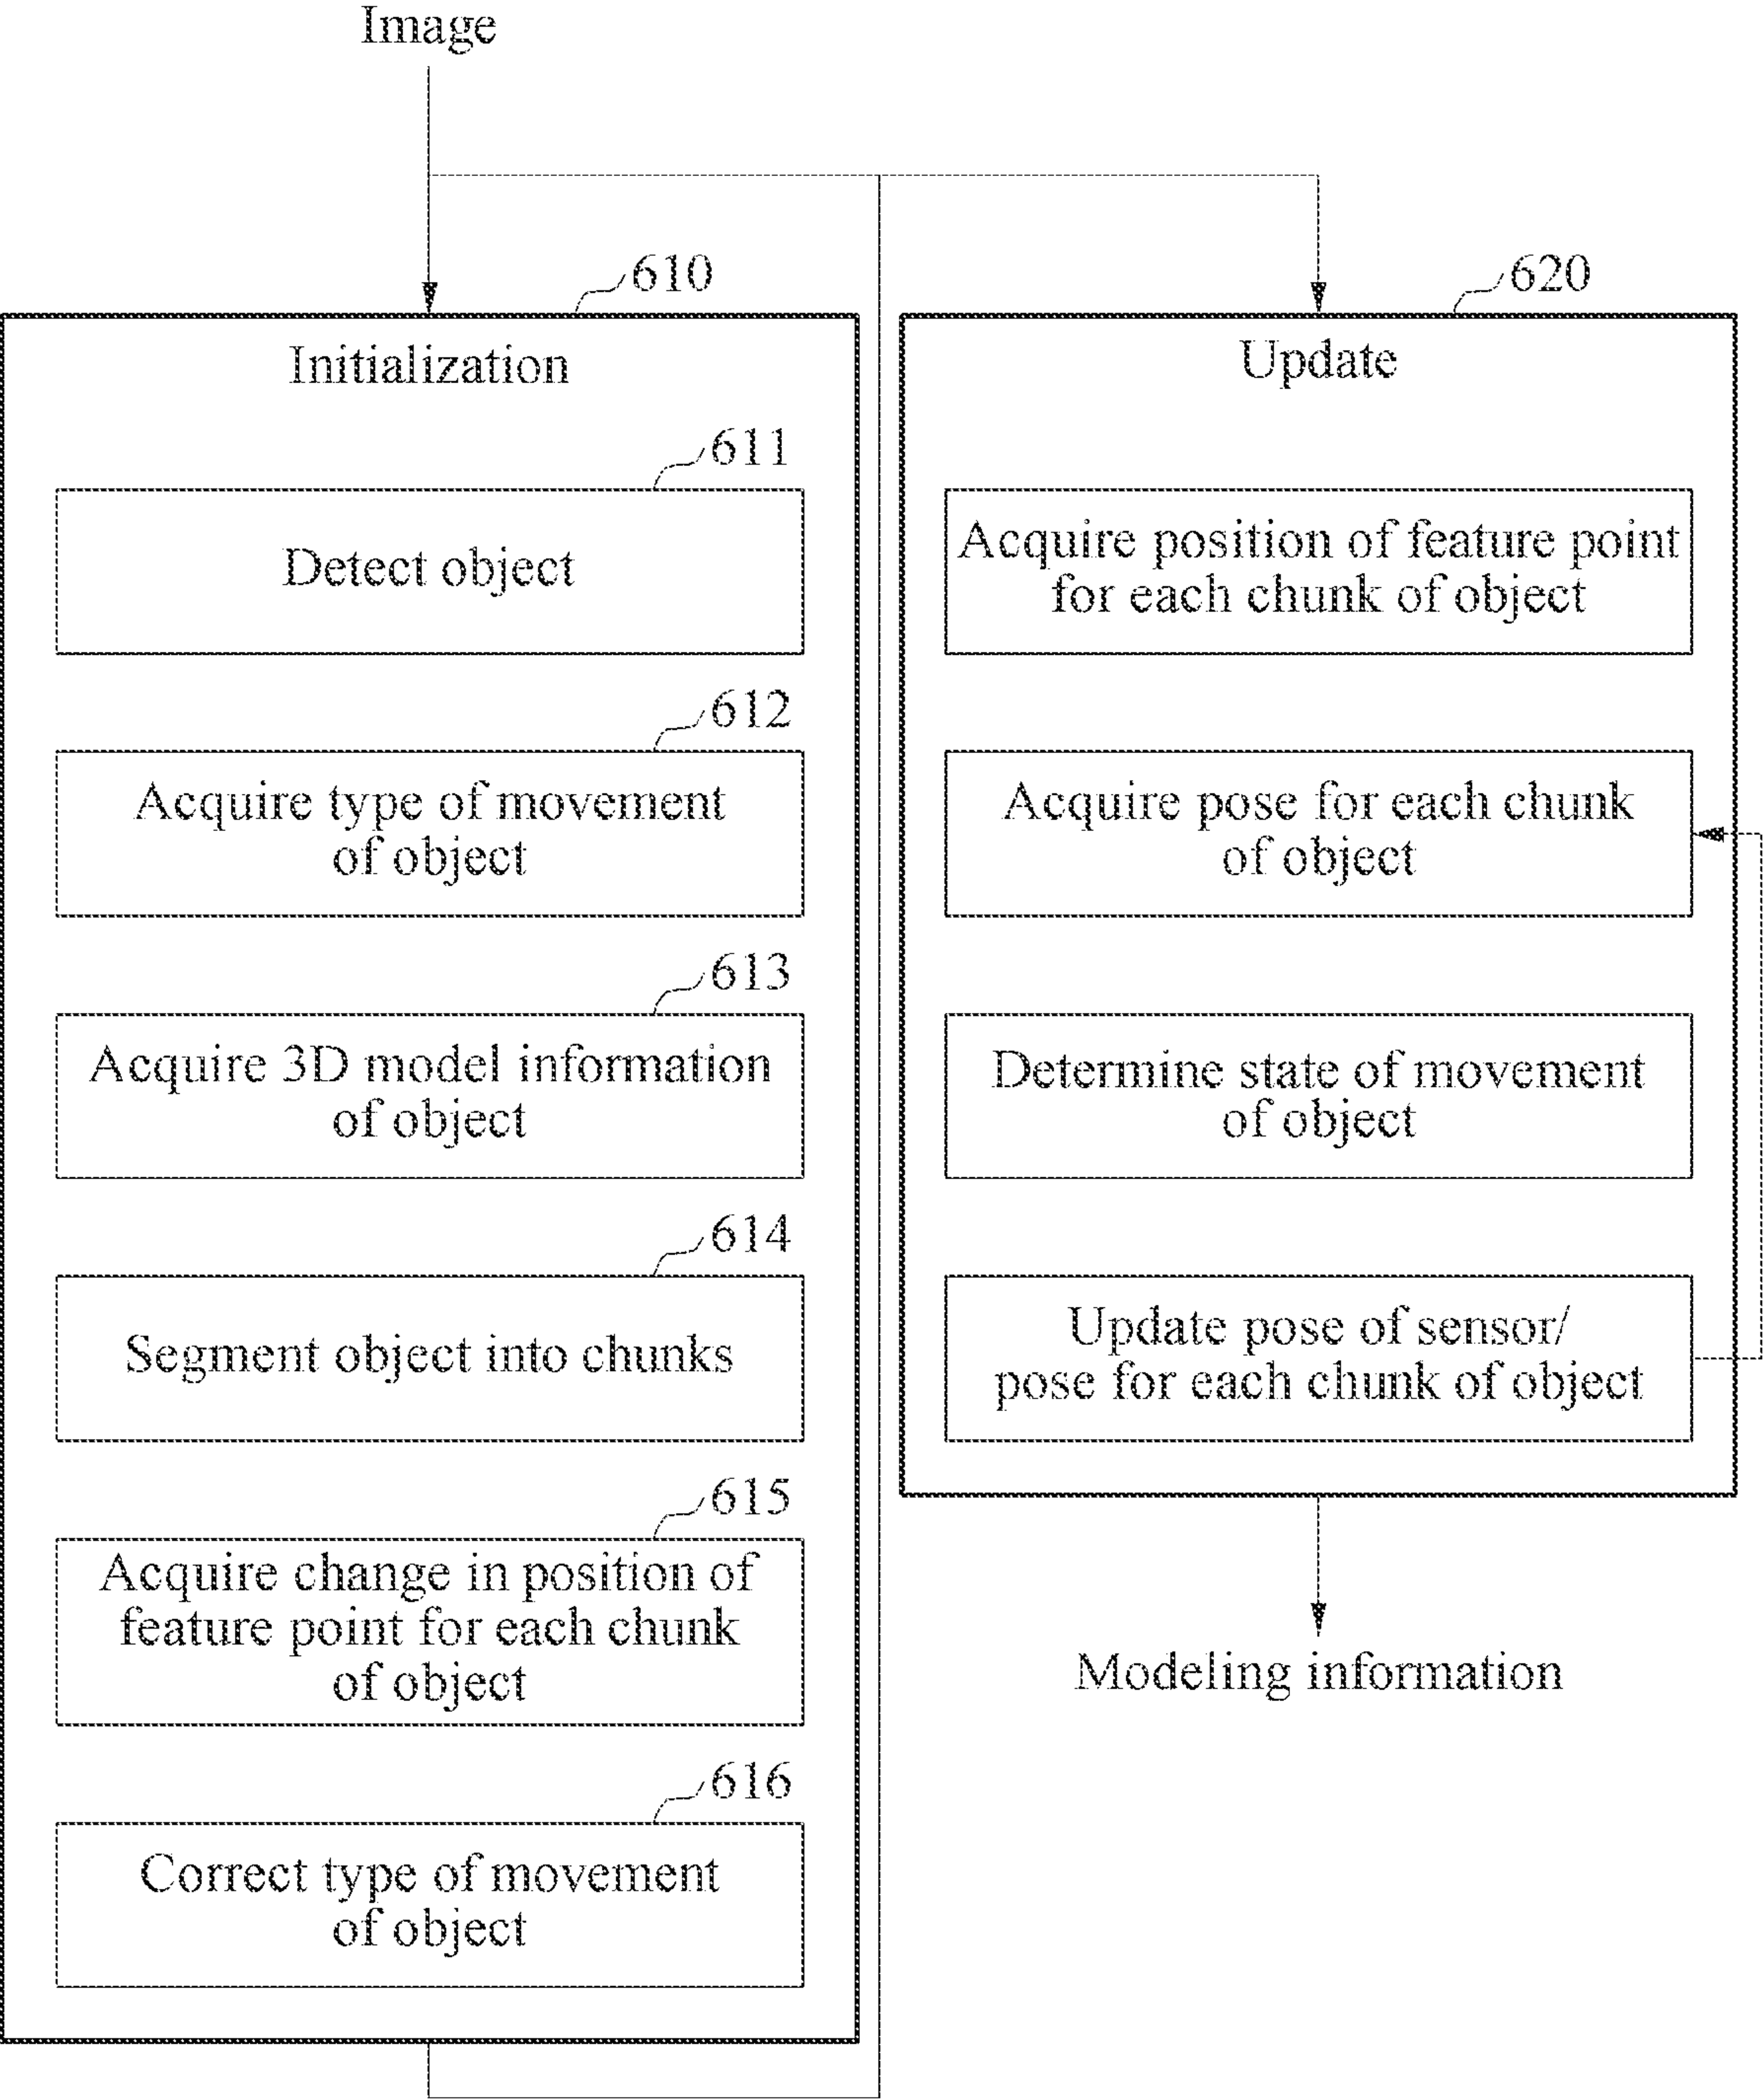 Image
610
Initialization
611
Detect object
612
Acquire type of movement
of object
613
Acquire 3D model information
of object
614
Segment object into chunks
615
Acquire change in position of
feature point for each chunk
of object
616
Correct type of movement
of object
620
Update
Acquire position of feature point
for each chunk of object
Acquire pose for each chunk
of object
Determine state of movement
of object
Update pose of sensor/
pose for each chunk of object
Modeling information